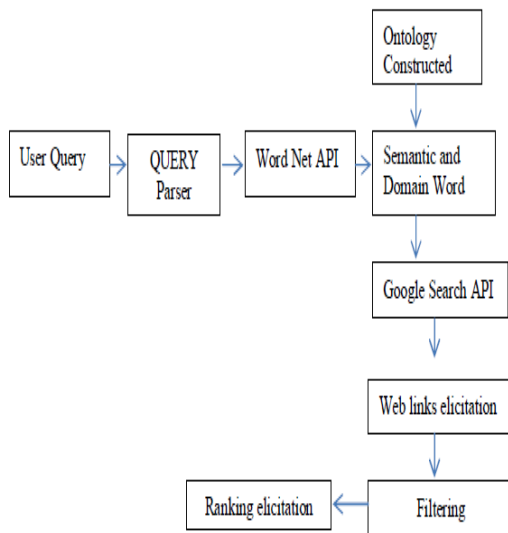 Ontology
Constructed
User Query
QUERY
Parser
Word Net API
Semantic and
Domain Word
Google Search API
Web links elicitation
Ranking elicitation
Filtering